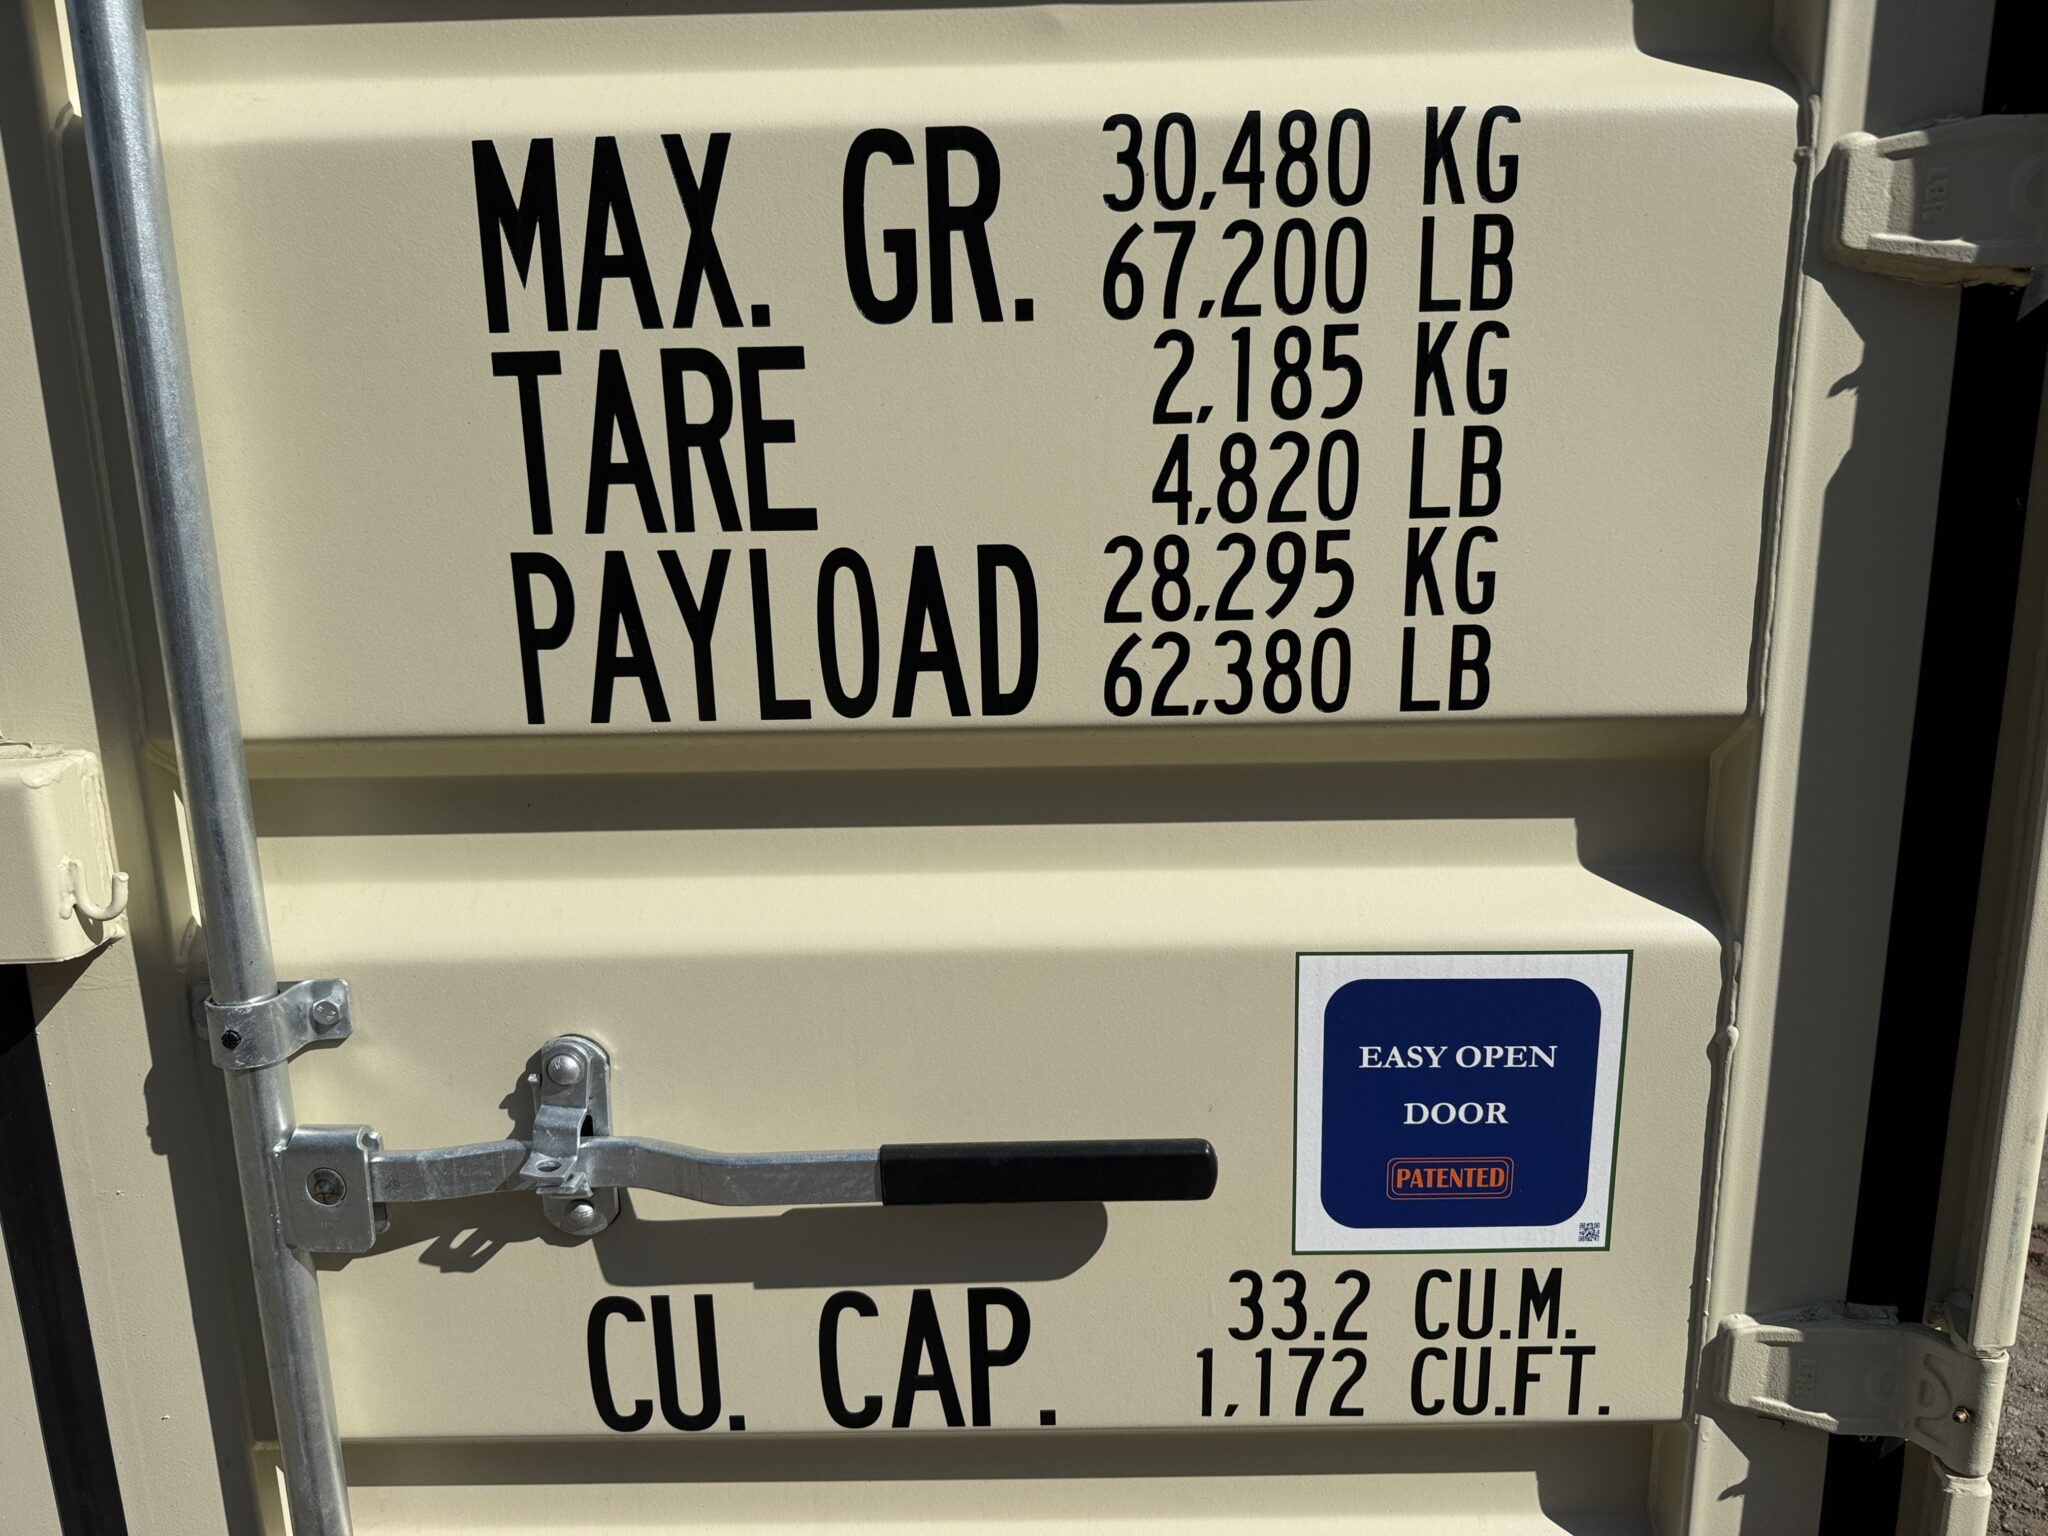 MAX. GR. 30,480 KG
67,200 LB
TARE 2,185 KG
4,820 LB
PAYLOAD 28,295 KG
62,380 LB
EASY OPEN
DOOR
PATENTED
CU. CAP. 33.2 CU.M.
1,172 CU.FT.
LBR